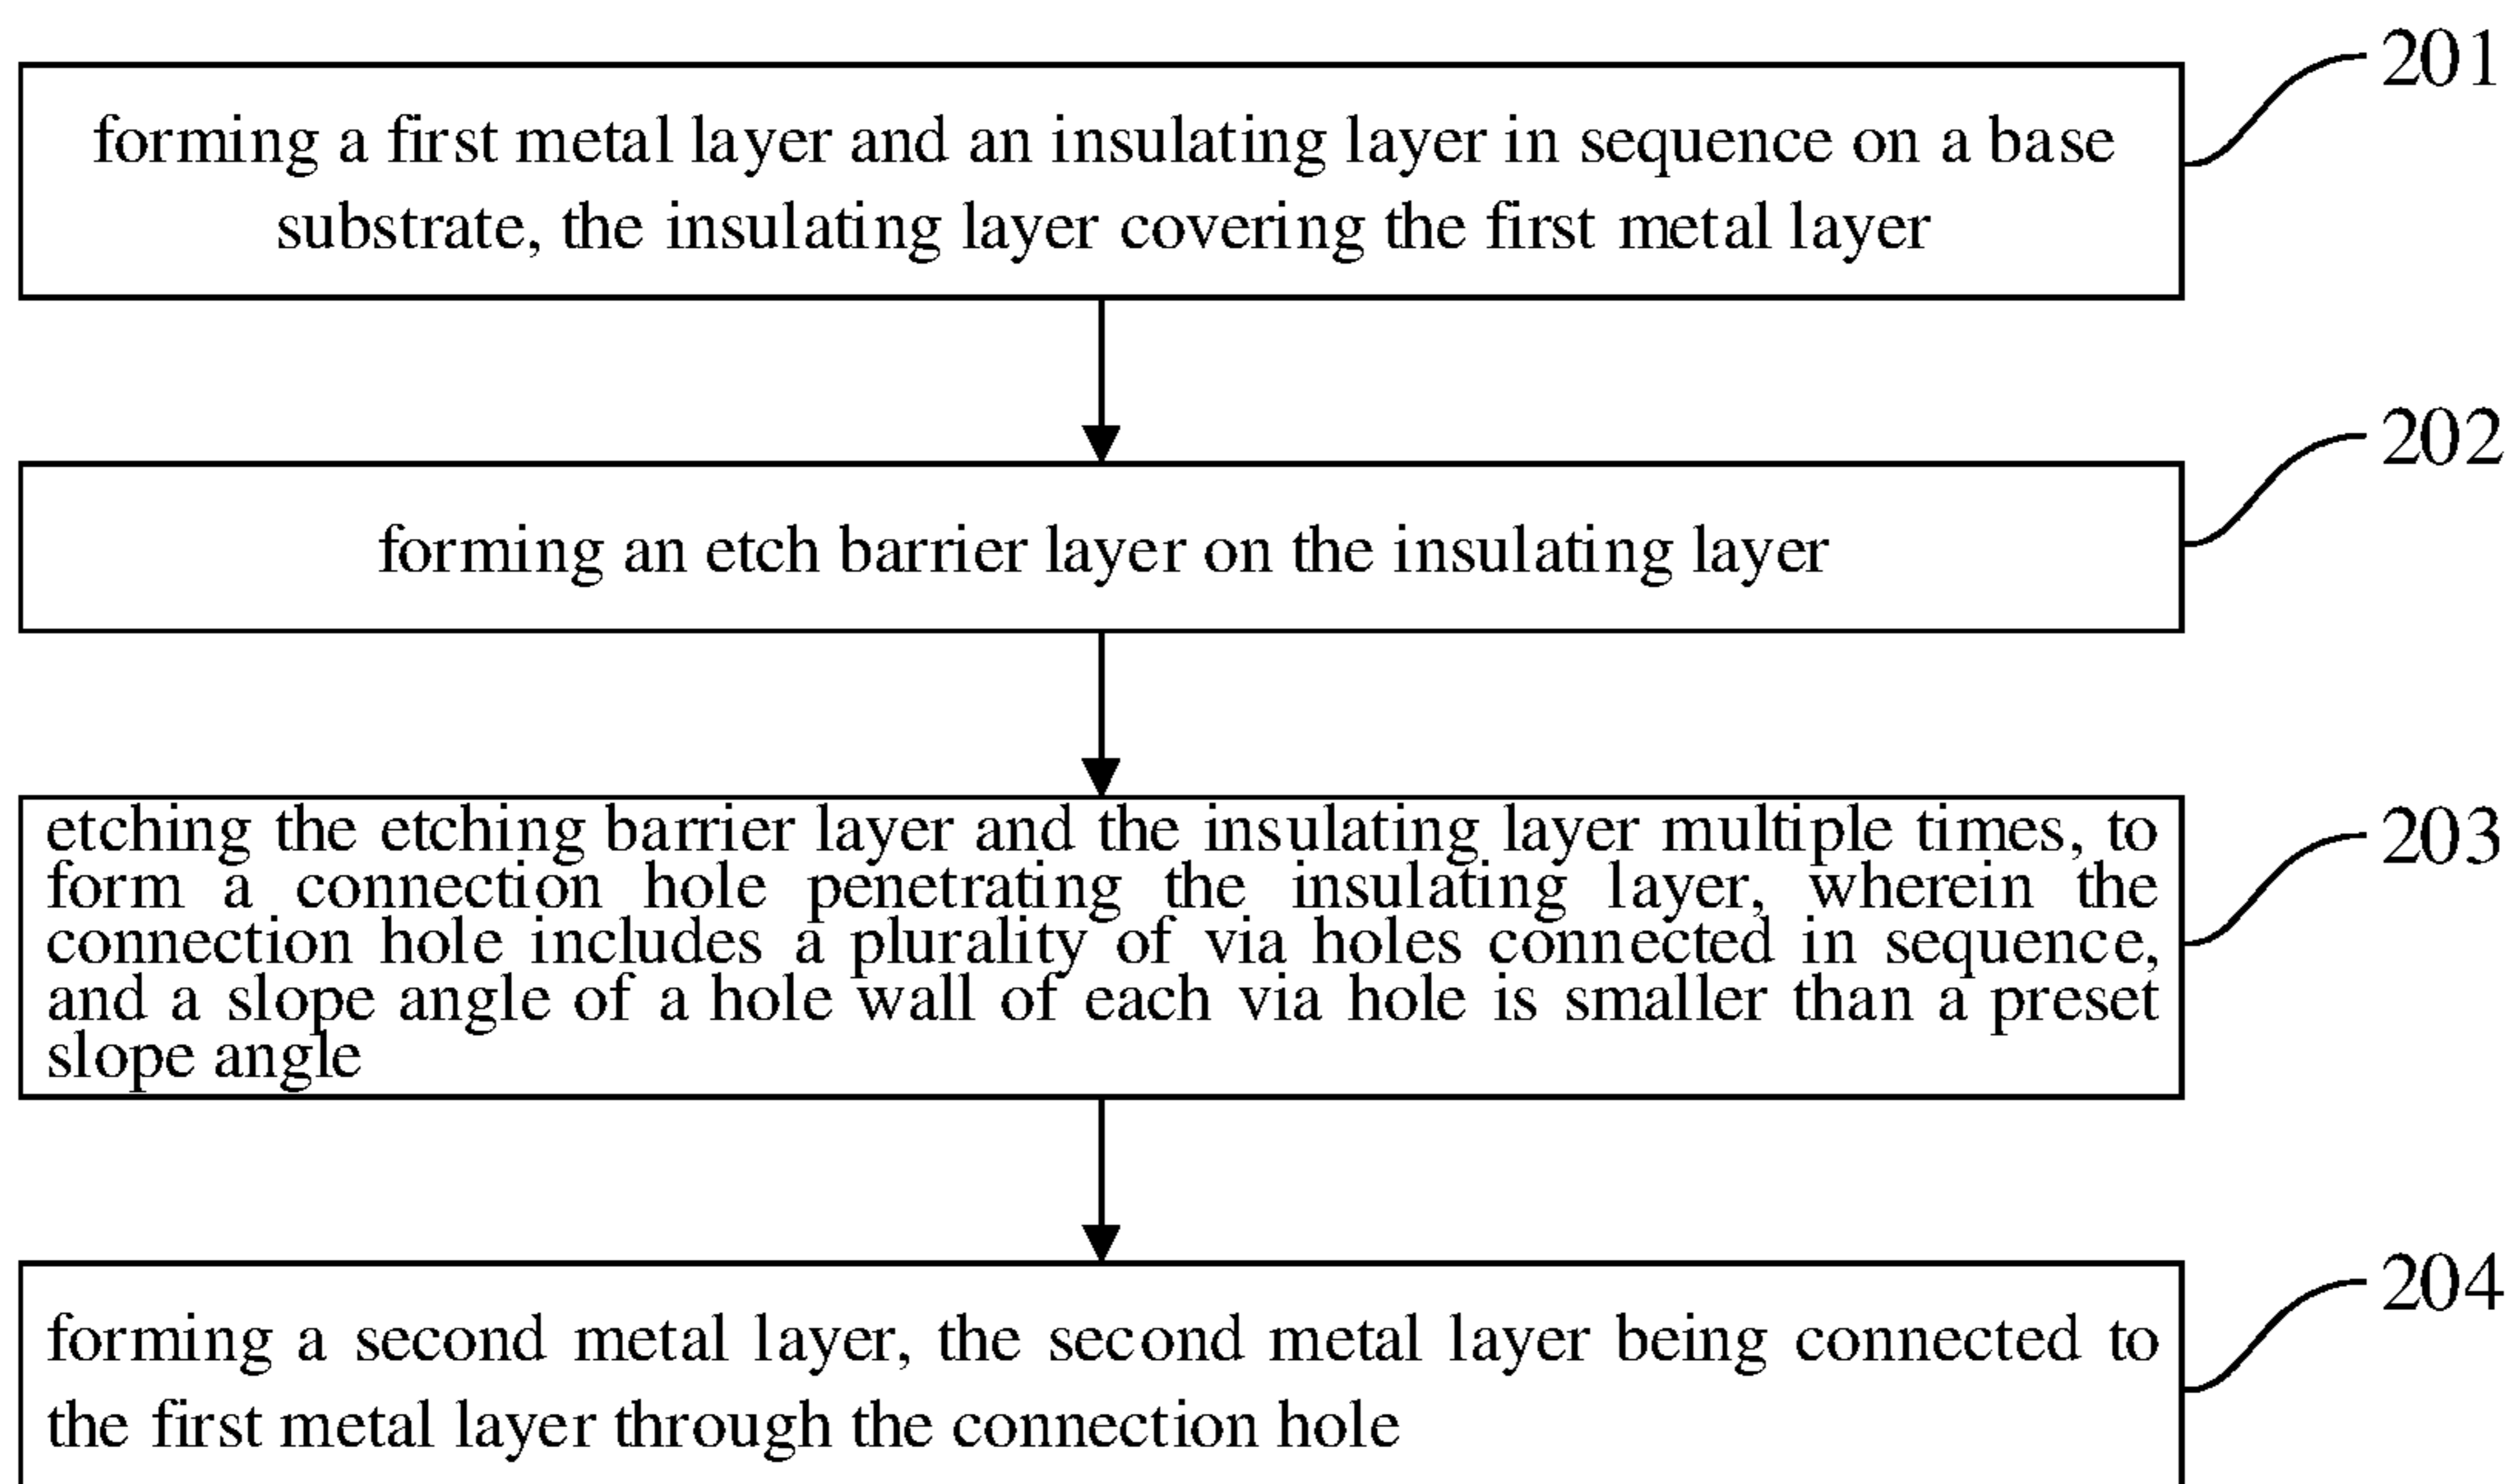 201
forming a first metal layer and an insulating layer in sequence on a base
substrate, the insulating layer covering the first metal layer
202
forming an etch barrier layer on the insulating layer
203
etching the etching barrier layer and the insulating layer multiple times, to
form a connection hole penetrating the insulating layer, wherein the
connection hole includes a plurality of via holes connected in sequence,
and a slope angle of a hole wall of each via hole is smaller than a preset
slope angle
204
forming a second metal layer, the second metal layer being connected to
the first metal layer through the connection hole